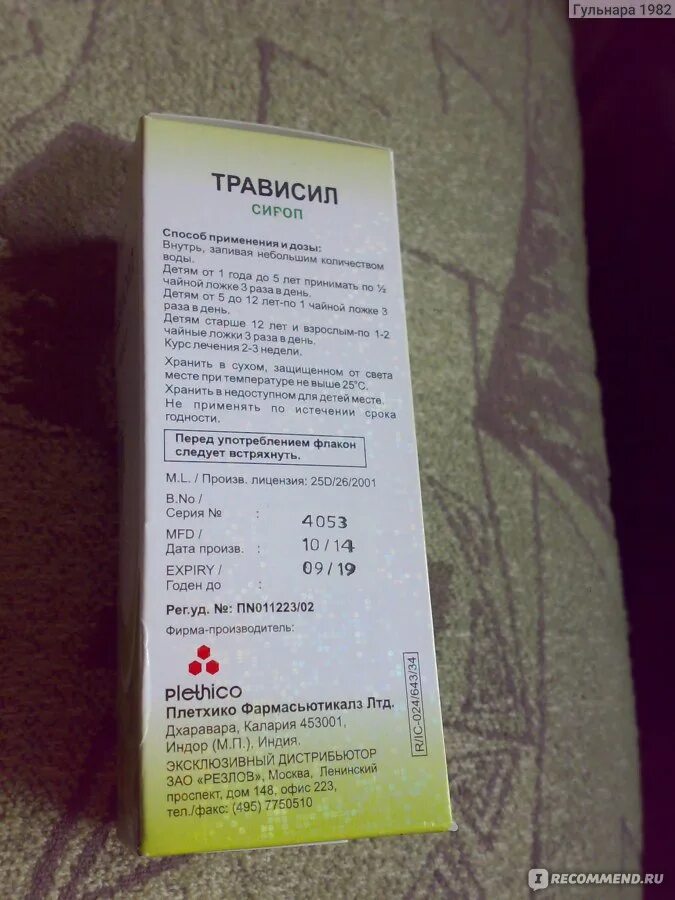 Гульнара 1982
ТРАВИСИЛ
СИРОП
Способ применения и дозы:
Внутрь, запивая небольшим количеством
воды.
Детям от 1 года до 5 лет принимать по ½
чайной ложке 3 раза в день.
Детям от 5 до 12 лет-по 1 чайной ложке 3
раза в день.
Детям старше 12 лет и взрослым-по 1-2
чайные ложки 3 раза в день.
Курс лечения 2-3 недели.
Хранить в сухом, защищенном от света
месте при температуре не выше 25°С.
Хранить в недоступном для детей месте.
Не применять по истечении срока
годности.
Перед употреблением флакон
следует встряхнуть.
M.L. / Произв. лицензия: 25D/26/2001
B.No /
Серия № : 4053
MFD /
Дата произв. : 10/14
EXPIRY /
Годен до : 09/19
Рег.уд. №: ПN011223/02
Фирма-производитель:
plethico
Плетхико Фармасьютикалз Лтд.
Дхаравара, Калария 453001,
Индор (М.П.), Индия.
ЭКСКЛЮЗИВНЫЙ ДИСТРИБЬЮТОР
ЗАО «РЕЗЛОВ», Москва, Ленинский
проспект, дом 148, офис 223,
тел./факс: (495) 7750510
R/IC-024/643/34
IRECOMMEND.RU